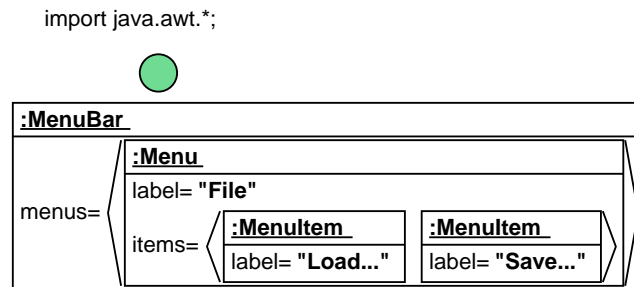 import java.awt.*;
:MenuBar
:Menu
label= "File"
menus=
items=
:MenuItem
label= "Load..."
:MenuItem
label= "Save..."